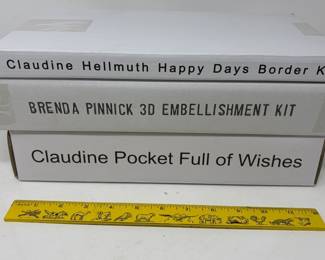 Claudine Hellmuth Happy Days Border K
BRENDA PINNICK 3D EMBELLISHMENT KIT
Claudine Pocket Full of Wishes